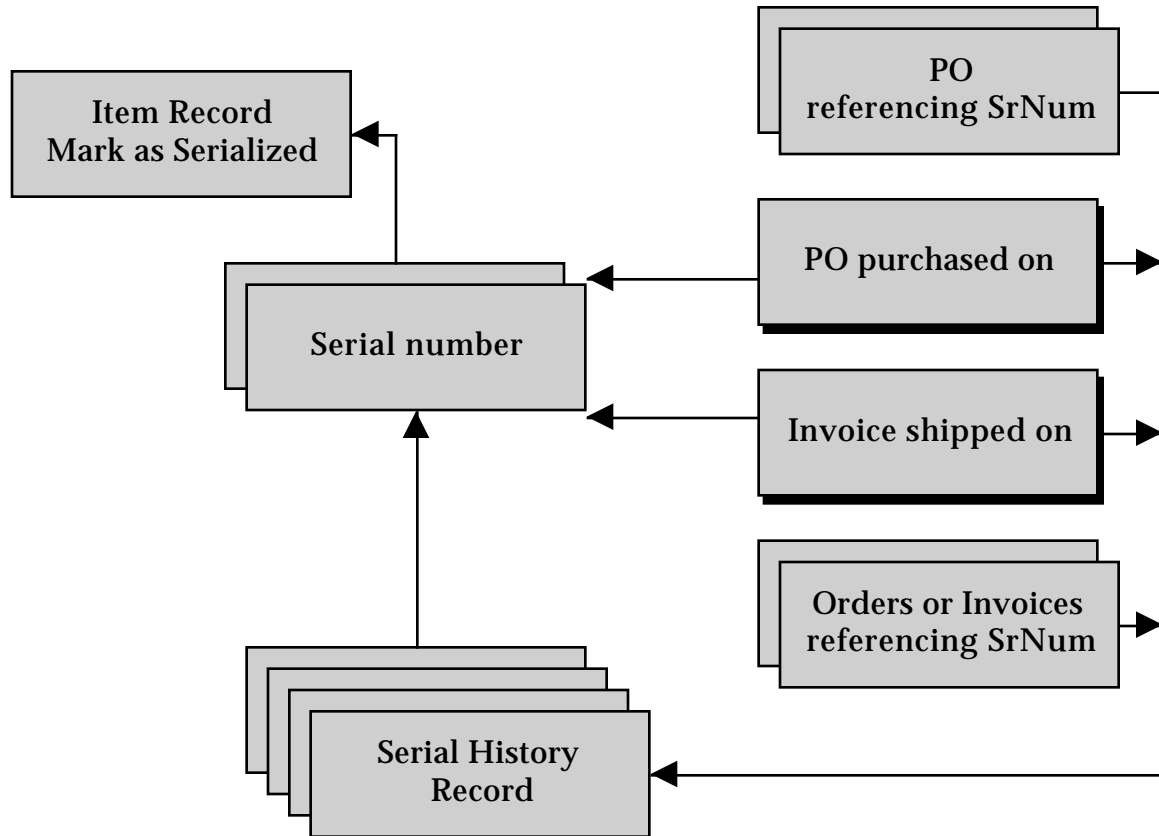 Item Record
Mark as Serialized
PO
referencing SrNum
PO purchased on
Serial number
Invoice shipped on
Orders or Invoices
referencing SrNum
Serial History
Record